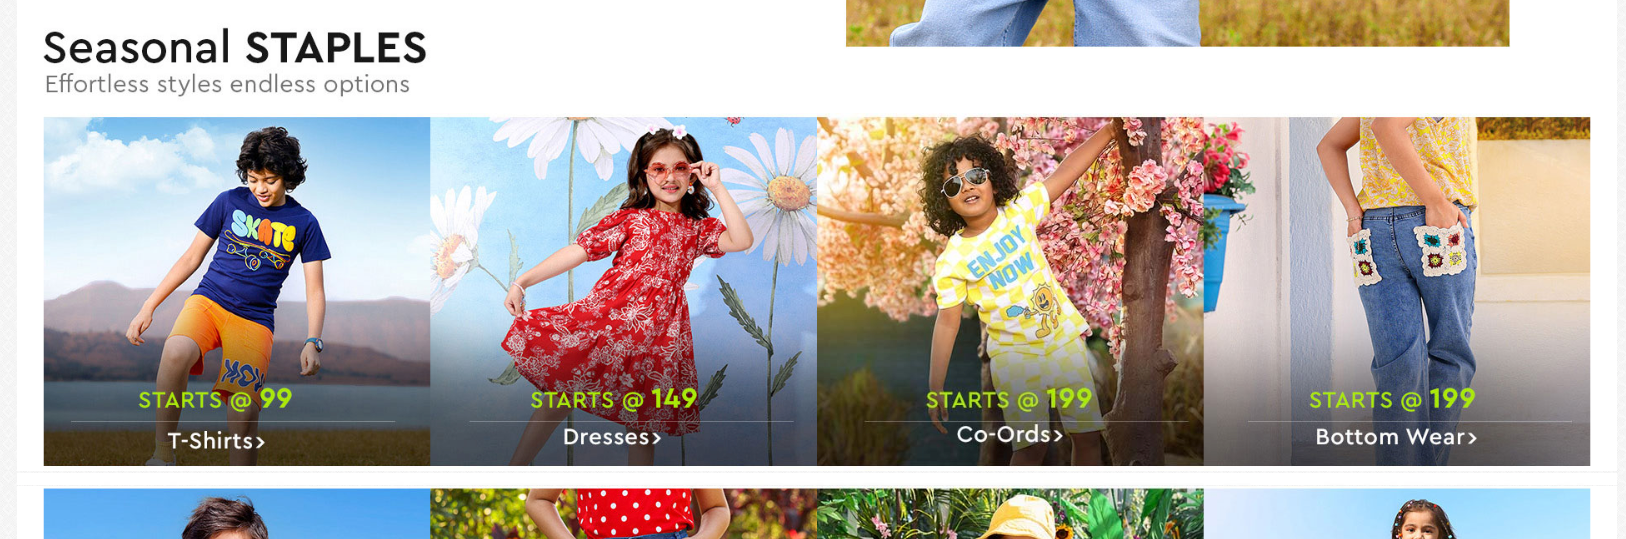 Seasonal STAPLES
Effortless styles endless options
SKATE
ENJOY
NOW
STARTS @ 99
T-Shirts>
STARTS @ 149
Dresses>
STARTS @ 199
Co-Ords>
STARTS @ 199
Bottom Wear>